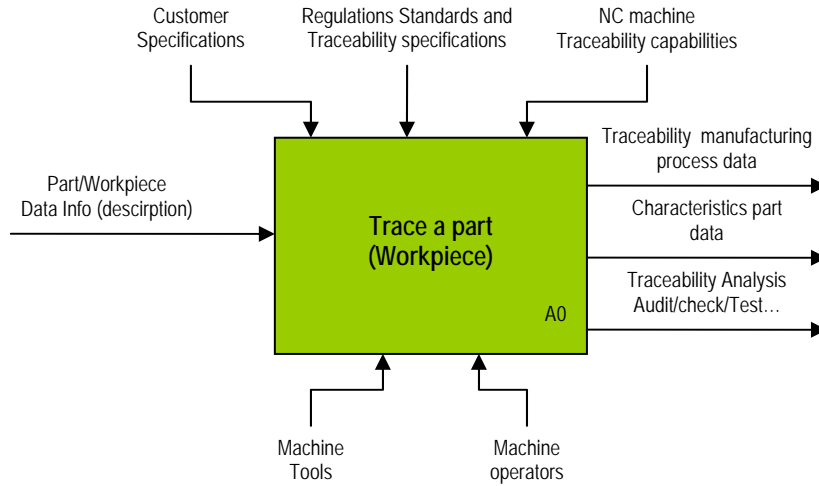 Customer
Specifications
Regulations Standards and
Traceability specifications
NC machine
Traceability capabilities
Traceability manufacturing
process data
Part/Workpiece
Data Info (descirption)
Characteristics part
data
Trace a part
(Workpiece)
Traceability Analysis
Audit/check/Test…
A0
Machine
Tools
Machine
operators